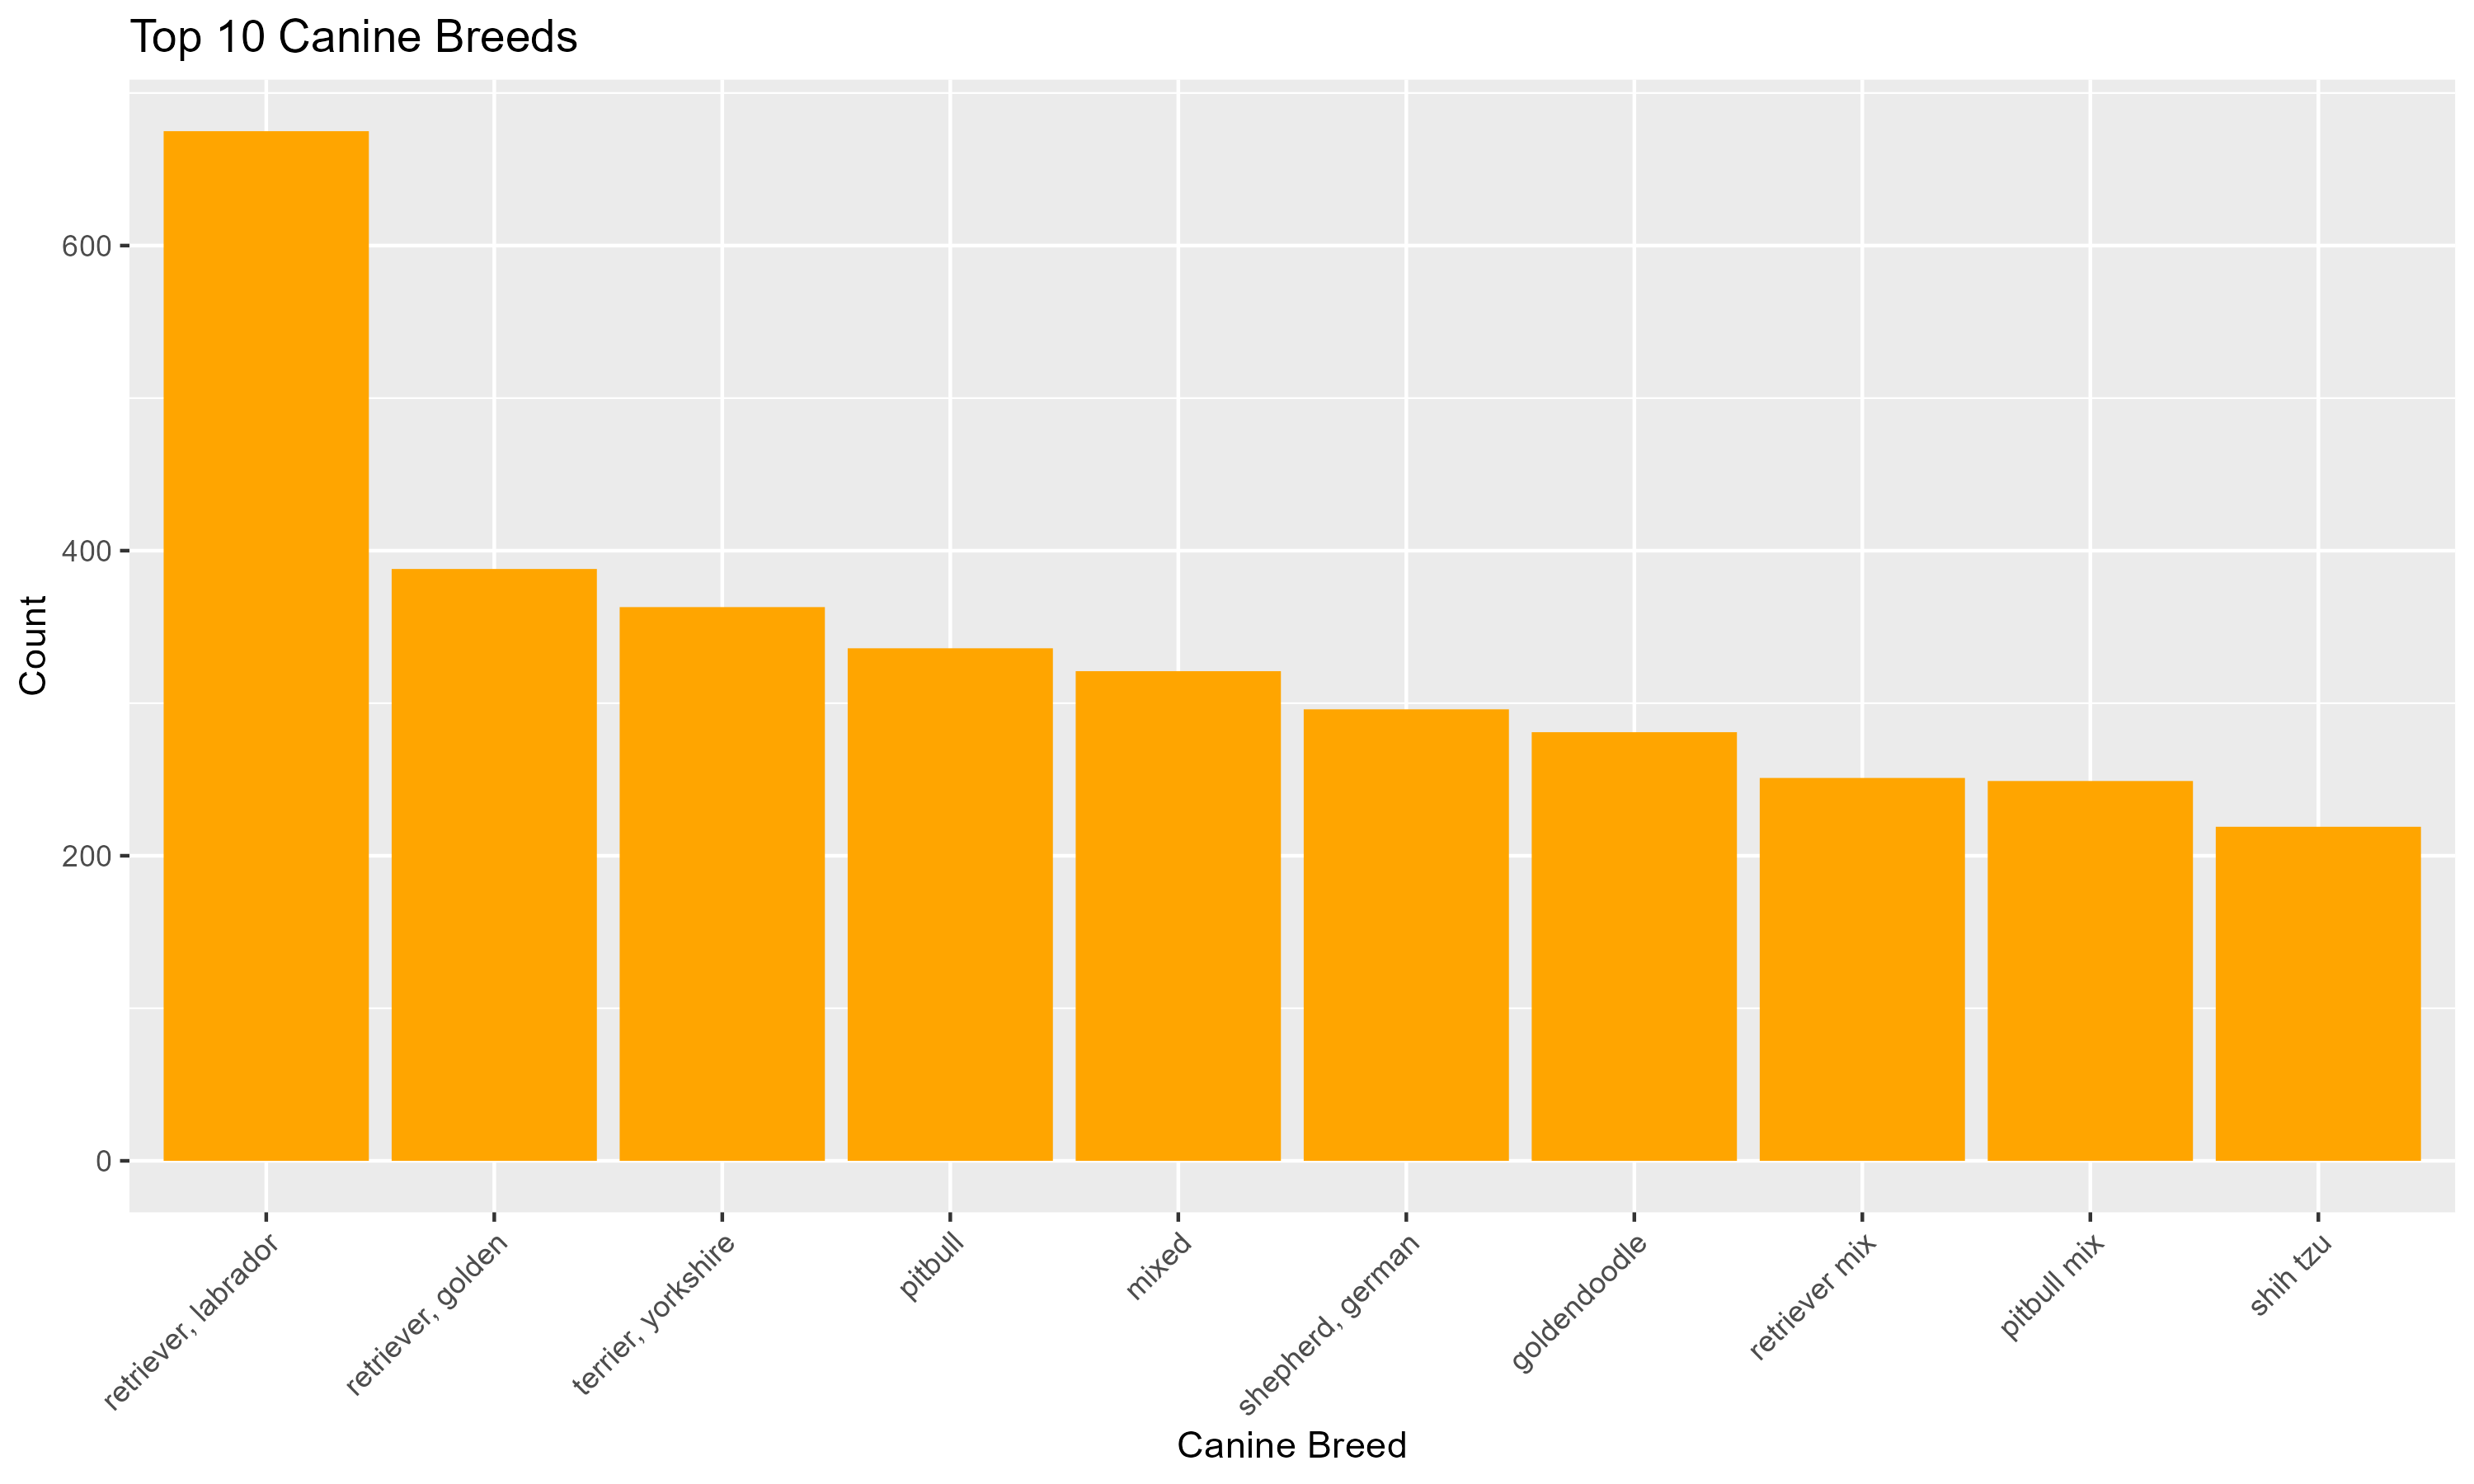 Top 10 Canine Breeds
Count
600
400
200
0
retriever, labrador
retriever, golden
terrier, yorkshire
pitbull
mixed
shepherd, german
goldendoodle
retriever mix
pitbull mix
shih tzu
Canine Breed